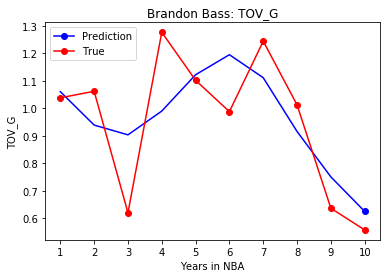 Brandon Bass: TOV_G
Prediction
True
TOV_G
1.3
1.2
1.1
1.0
0.9
0.8
0.7
0.6
1 2 3 4 5 6 7 8 9 10
Years in NBA